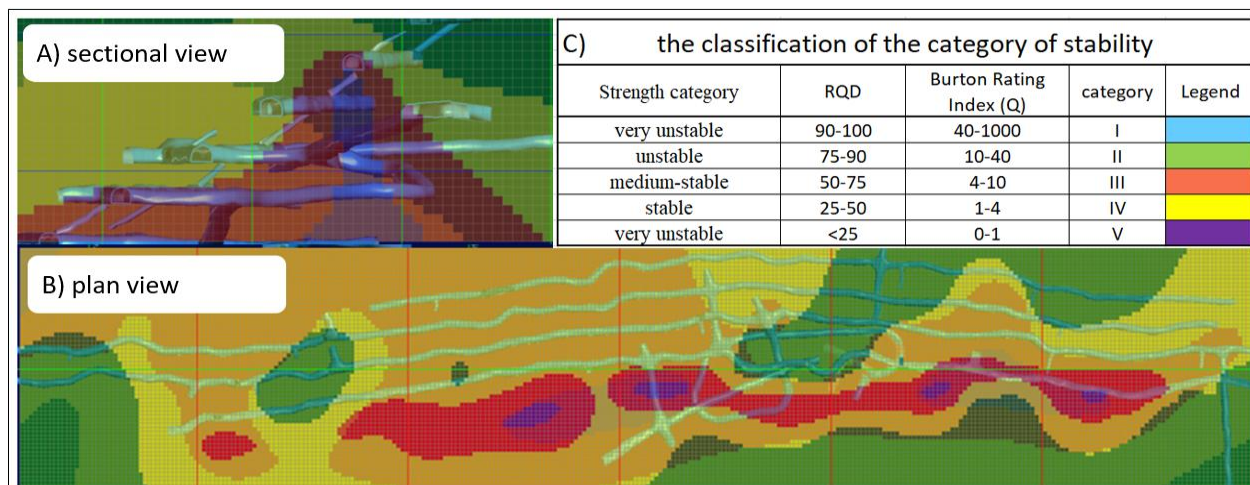 A) sectional view
C) the classification of the category of stability
Strength category RQD Burton Rating Index (Q) category Legend
very unstable 90-100 40-1000 I
unstable 75-90 10-40 II
medium-stable 50-75 4-10 III
stable 25-50 1-4 IV
very unstable <25 0-1 V
B) plan view